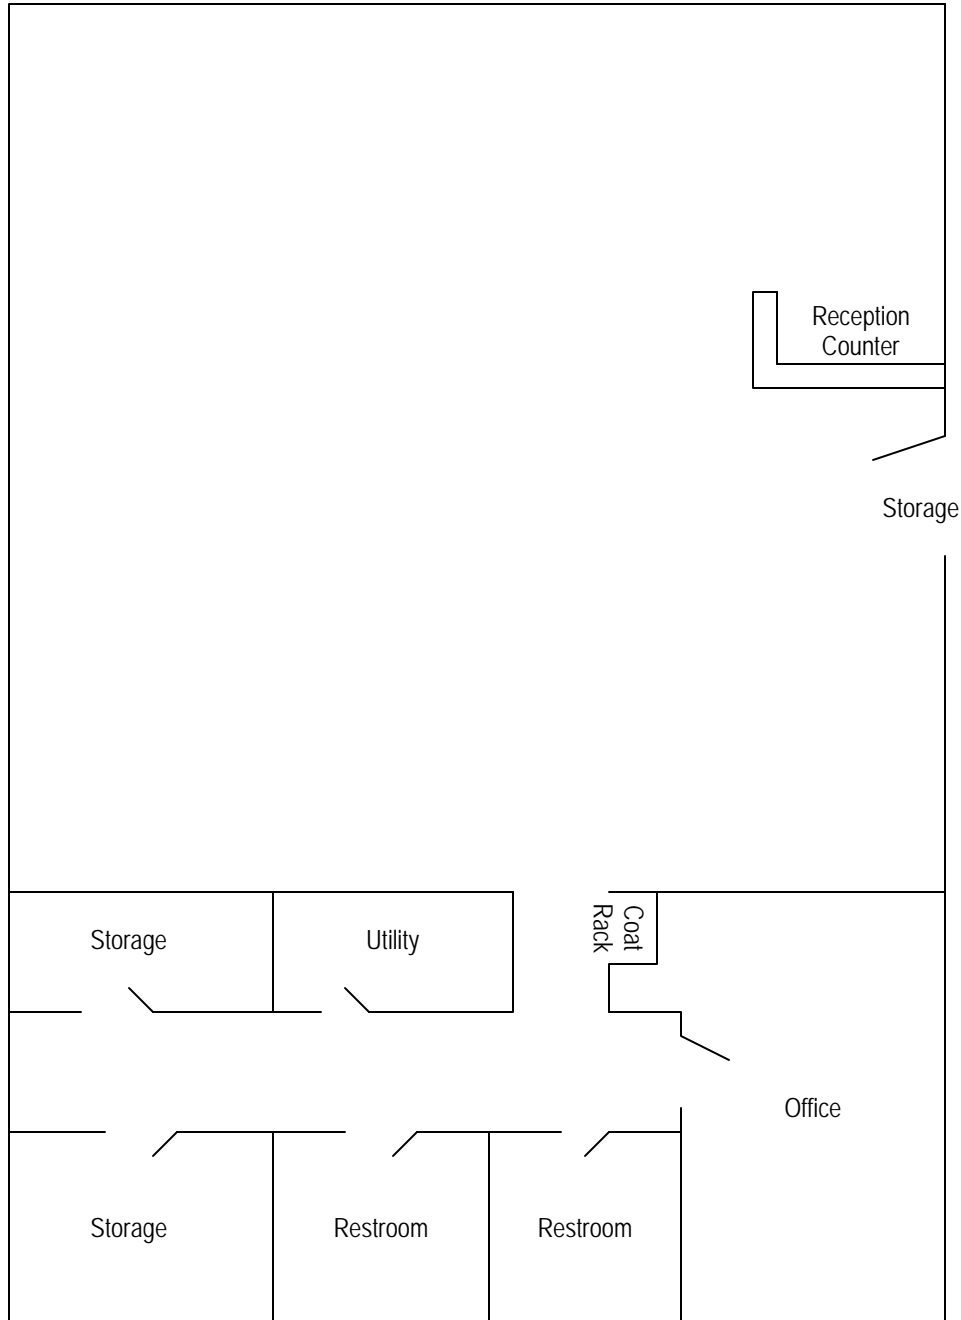 Reception
Counter
Storage
Storage
Utility
Coat
Rack
Office
Storage
Restroom
Restroom